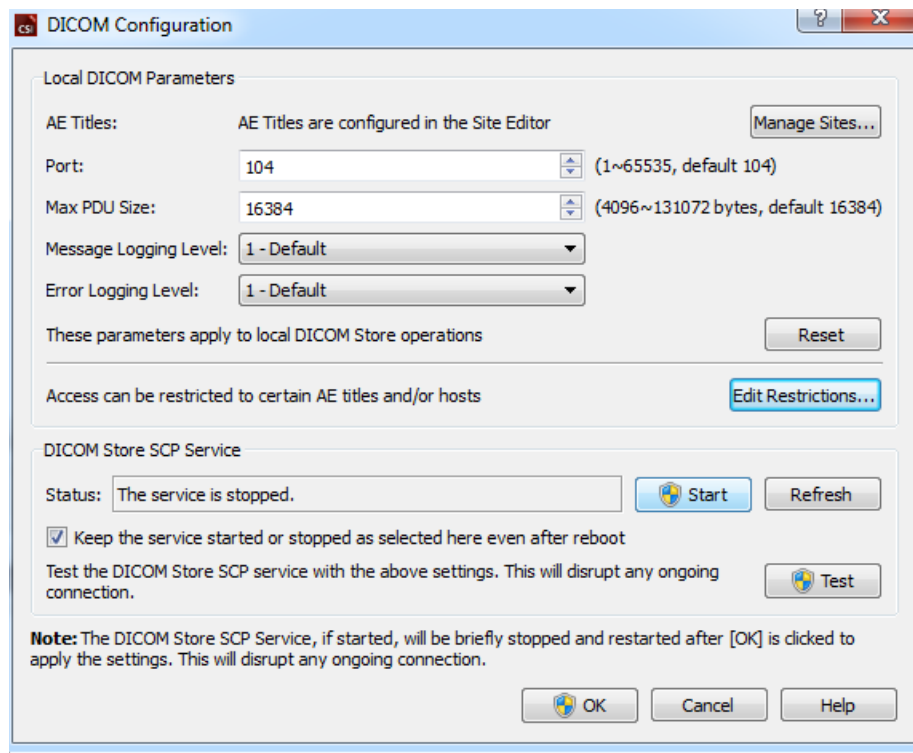 CSI DICOM Configuration ? X
Local DICOM Parameters
AE Titles: AE Titles are configured in the Site Editor Manage Sites...
Port: 104 (1~65535, default 104)
Max PDU Size: 16384 (4096~131072 bytes, default 16384)
Message Logging Level: 1 - Default
Error Logging Level: 1 - Default
These parameters apply to local DICOM Store operations Reset
Access can be restricted to certain AE titles and/or hosts Edit Restrictions...
DICOM Store SCP Service
Status: The service is stopped. Start Refresh
Keep the service started or stopped as selected here even after reboot
Test the DICOM Store SCP service with the above settings. This will disrupt any ongoing
connection. Test
Note: The DICOM Store SCP Service, if started, will be briefly stopped and restarted after [OK] is clicked to
apply the settings. This will disrupt any ongoing connection.
OK Cancel Help